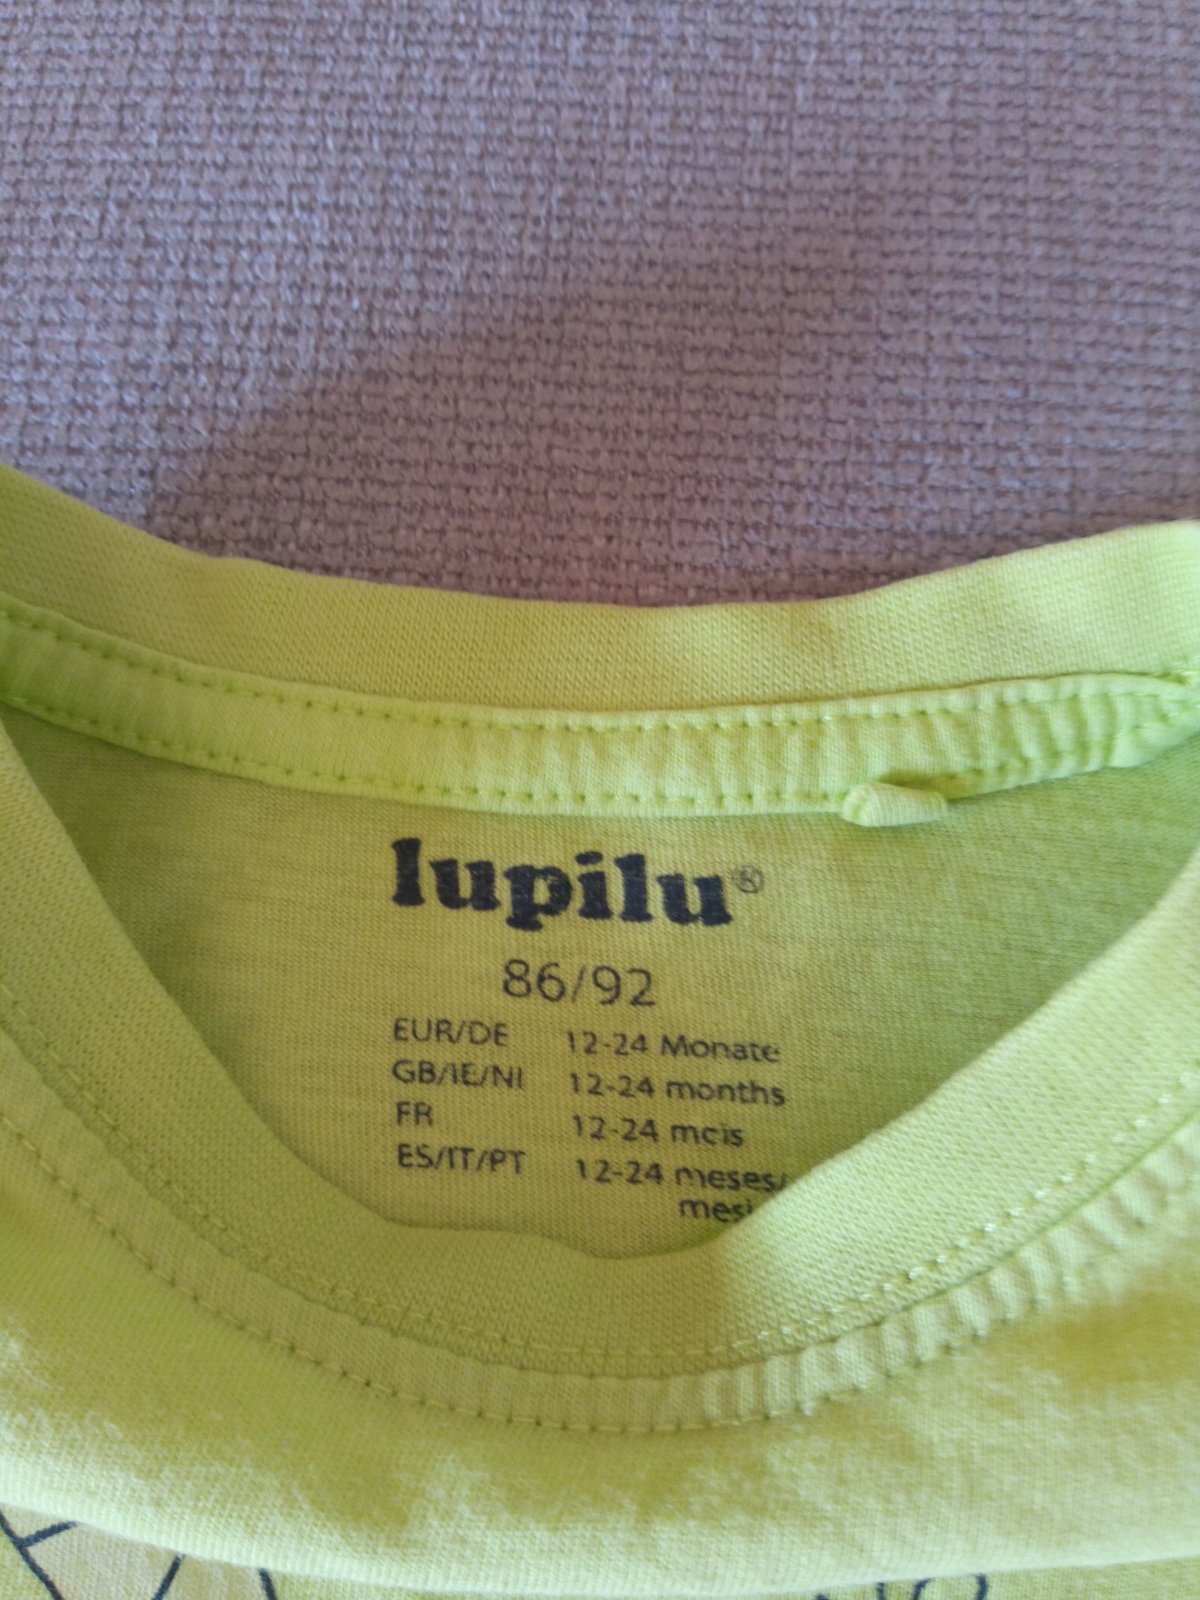 lupilu®
86/92
EUR/DE 12-24 Monate
GB/IE/NI 12-24 months
FR 12-24 mois
ES/IT/PT 12-24 meses/
mesi